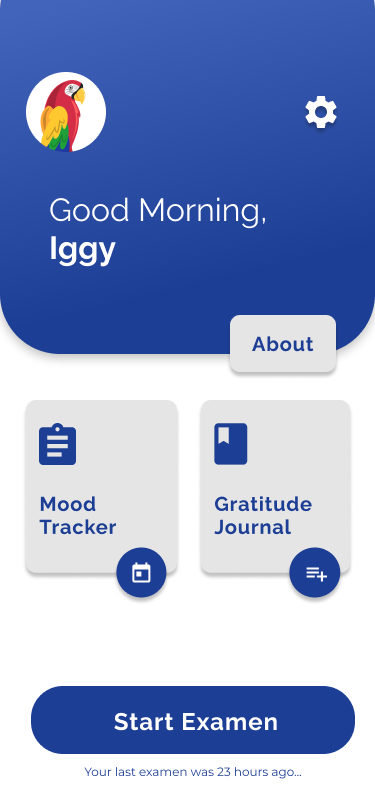 Good Morning,
Iggy
About
Mood
Tracker
Gratitude
Journal
Start Examen
Your last examen was 23 hours ago...